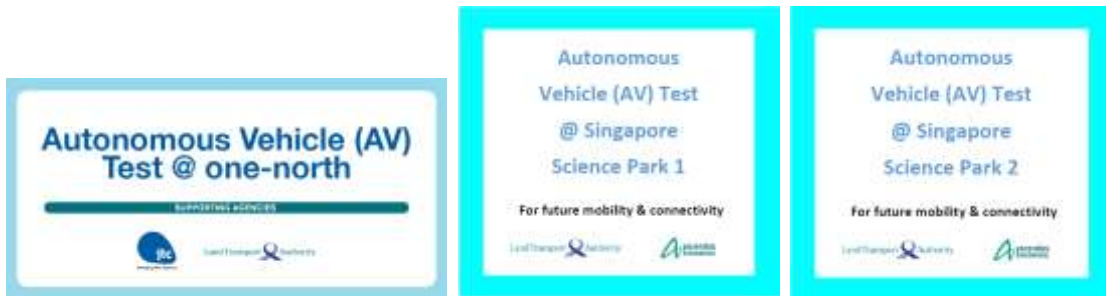 Autonomous Vehicle (AV)
Test @ one-north
SUPPORTING AGENCIES
jtc
Land Transport Authority
Autonomous
Vehicle (AV) Test
@ Singapore
Science Park 1
For future mobility & connectivity
Land Transport Authority
Autonomous
Vehicle (AV) Test
@ Singapore
Science Park 2
For future mobility & connectivity
Land Transport Authority